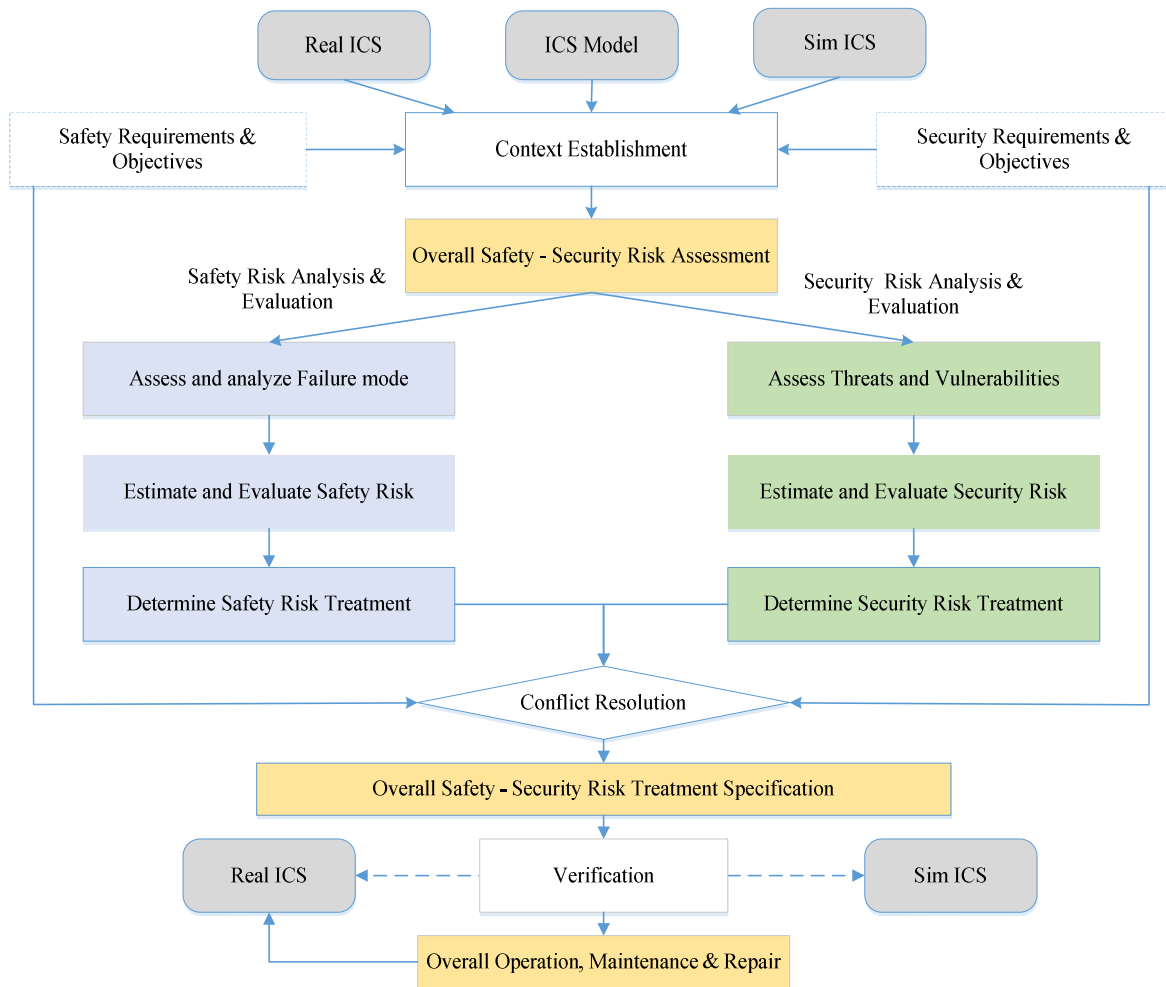 Real ICS
ICS Model
Sim ICS
Safety Requirements &
Objectives
Context Establishment
Security Requirements &
Objectives
Overall Safety - Security Risk Assessment
Safety Risk Analysis &
Evaluation
Security Risk Analysis &
Evaluation
Assess and analyze Failure mode
Assess Threats and Vulnerabilities
Estimate and Evaluate Safety Risk
Estimate and Evaluate Security Risk
Determine Safety Risk Treatment
Determine Security Risk Treatment
Conflict Resolution
Overall Safety - Security Risk Treatment Specification
Real ICS
Verification
Sim ICS
Overall Operation, Maintenance & Repair